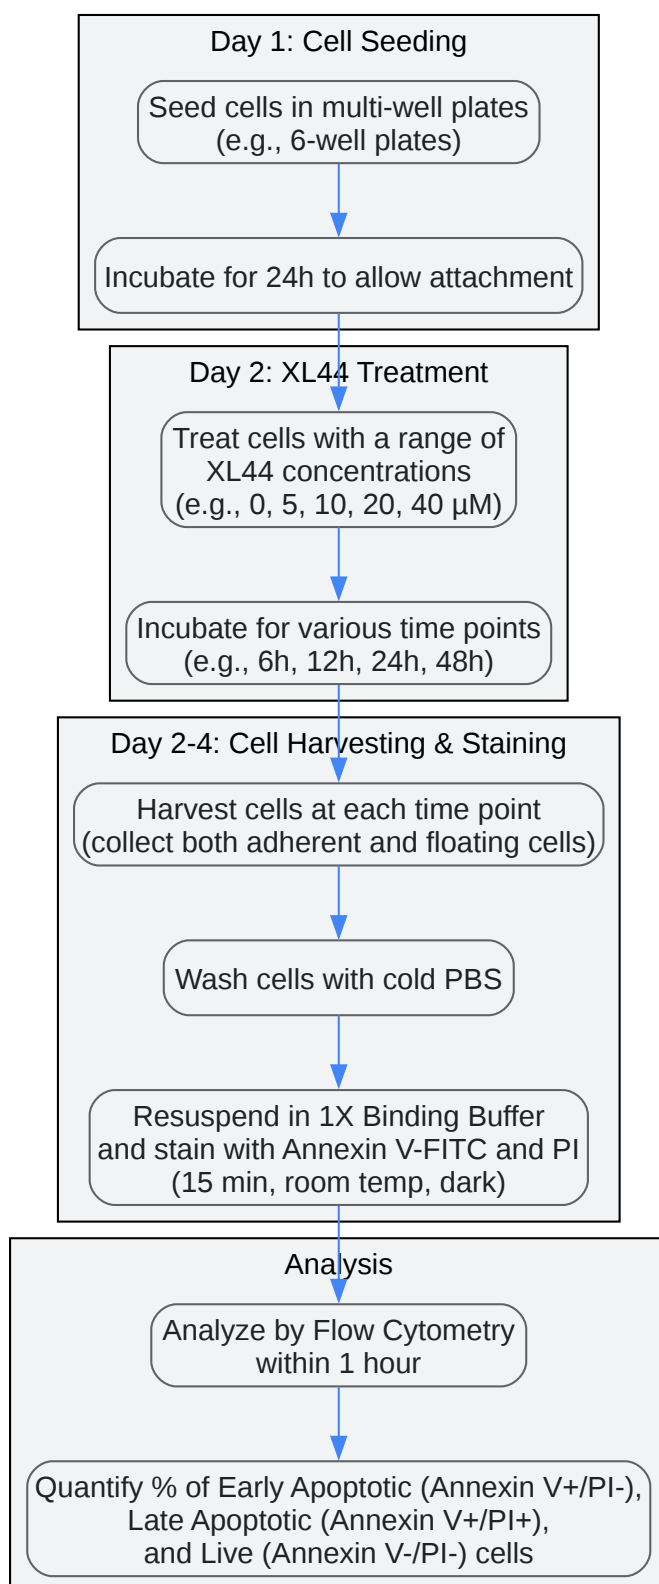 Day 1: Cell Seeding
Seed cells in multi-well plates
(e.g., 6-well plates)
Incubate for 24h to allow attachment
Day 2: XL44 Treatment
Treat cells with a range of
XL44 concentrations
(e.g., 0, 5, 10, 20, 40 µM)
Incubate for various time points
(e.g., 6h, 12h, 24h, 48h)
Day 2-4: Cell Harvesting & Staining
Harvest cells at each time point
(collect both adherent and floating cells)
Wash cells with cold PBS
Resuspend in 1X Binding Buffer
and stain with Annexin V-FITC and PI
(15 min, room temp, dark)
Analysis
Analyze by Flow Cytometry
within 1 hour
Quantify % of Early Apoptotic (Annexin V+/PI-),
Late Apoptotic (Annexin V+/PI+),
and Live (Annexin V-/PI-) cells